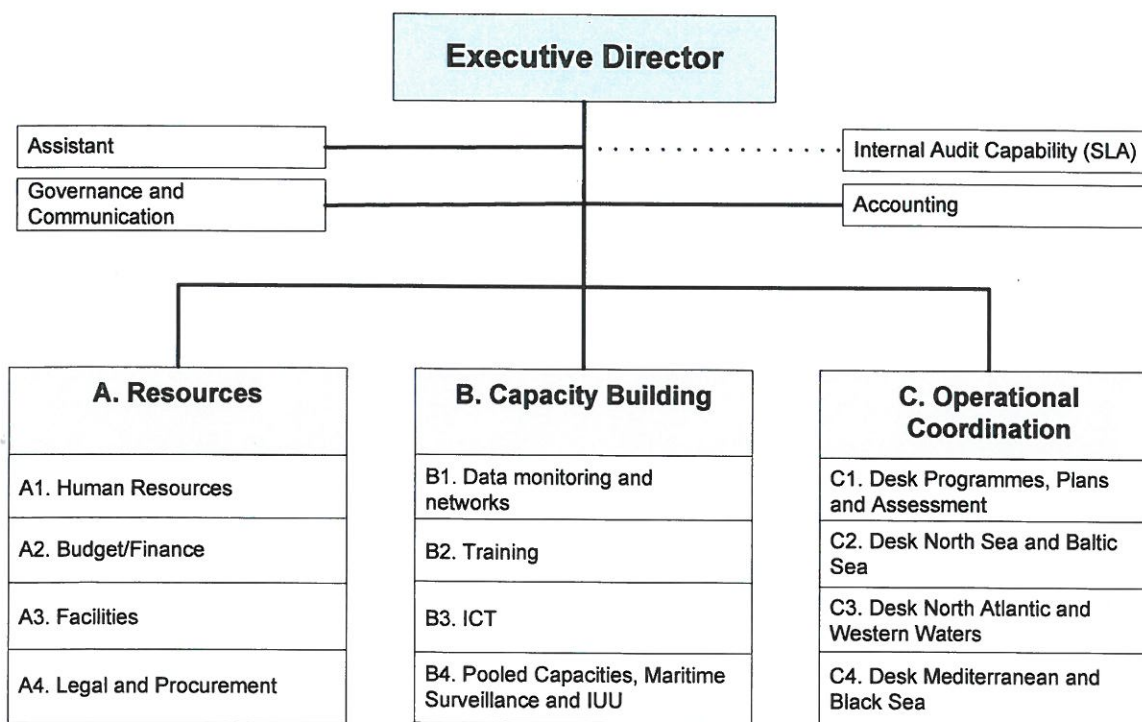 Executive Director
Assistant
Internal Audit Capability (SLA)
Governance and
Communication
Accounting
A. Resources
A1. Human Resources
A2. Budget/Finance
A3. Facilities
A4. Legal and Procurement
B. Capacity Building
B1. Data monitoring and
networks
B2. Training
B3. ICT
B4. Pooled Capacities, Maritime
Surveillance and IUU
C. Operational
Coordination
C1. Desk Programmes, Plans
and Assessment
C2. Desk North Sea and Baltic
Sea
C3. Desk North Atlantic and
Western Waters
C4. Desk Mediterranean and
Black Sea